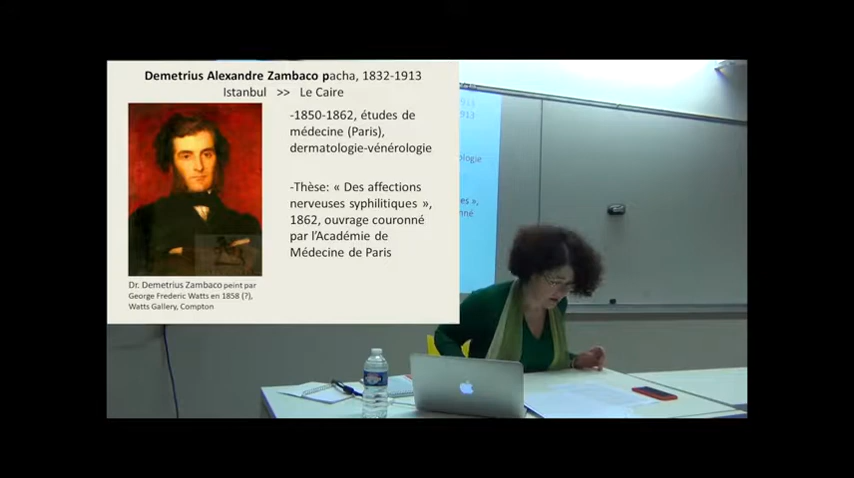 Demetrius Alexandre Zambaco pacha, 1832-1913
Istanbul >> Le Caire
-1850-1862, études de
médecine (Paris),
dermatologie-vénérologie
-Thèse: « Des affections
nerveuses syphilitiques »,
1862, ouvrage couronné
par l'Académie de
Médecine de Paris
Dr. Demetrius Zambaco peint par
George Frederic Watts en 1858 (?),
Watts Gallery, Compton